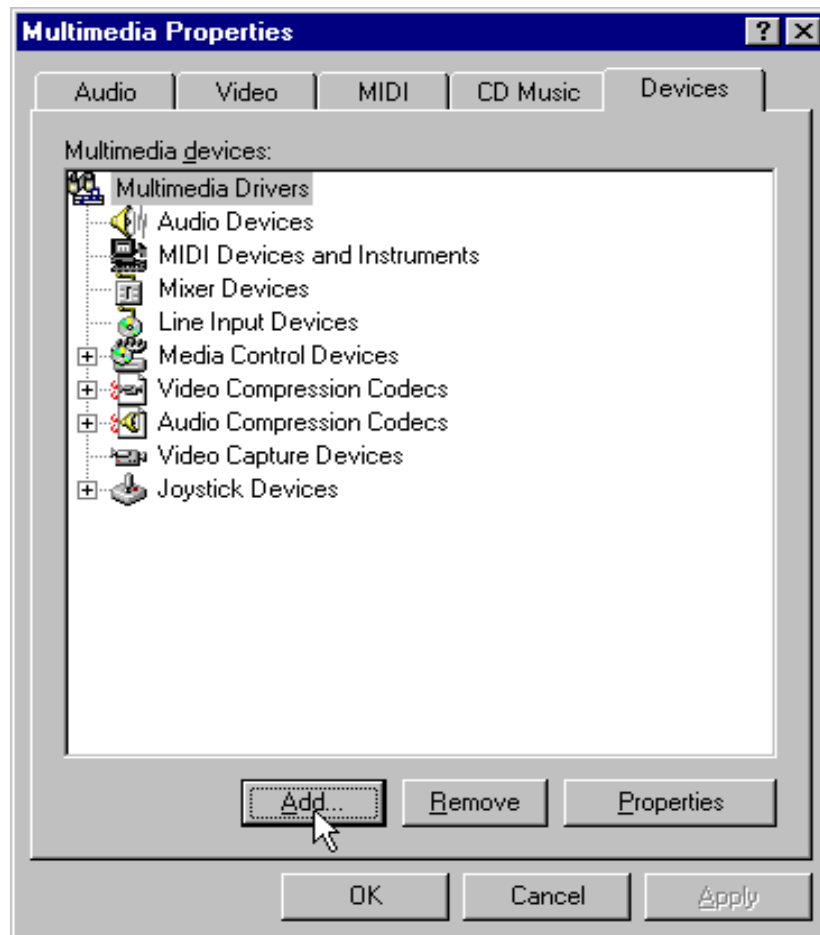 Multimedia Properties
Audio Video MIDI CD Music Devices
Multimedia devices:
Multimedia Drivers
Audio Devices
MIDI Devices and Instruments
Mixer Devices
Line Input Devices
Media Control Devices
Video Compression Codecs
Audio Compression Codecs
Video Capture Devices
Joystick Devices
Add... Remove Properties
OK Cancel Apply